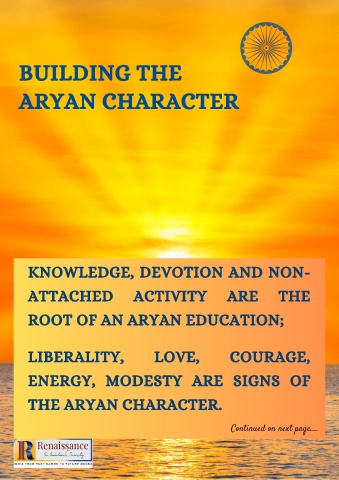 BUILDING THE
ARYAN CHARACTER
KNOWLEDGE, DEVOTION AND NON-
ATTACHED ACTIVITY ARE THE
ROOT OF AN ARYAN EDUCATION;
LIBERALITY, LOVE, COURAGE,
ENERGY, MODESTY ARE SIGNS OF
THE ARYAN CHARACTER.
Continued on next page....
Renaissance